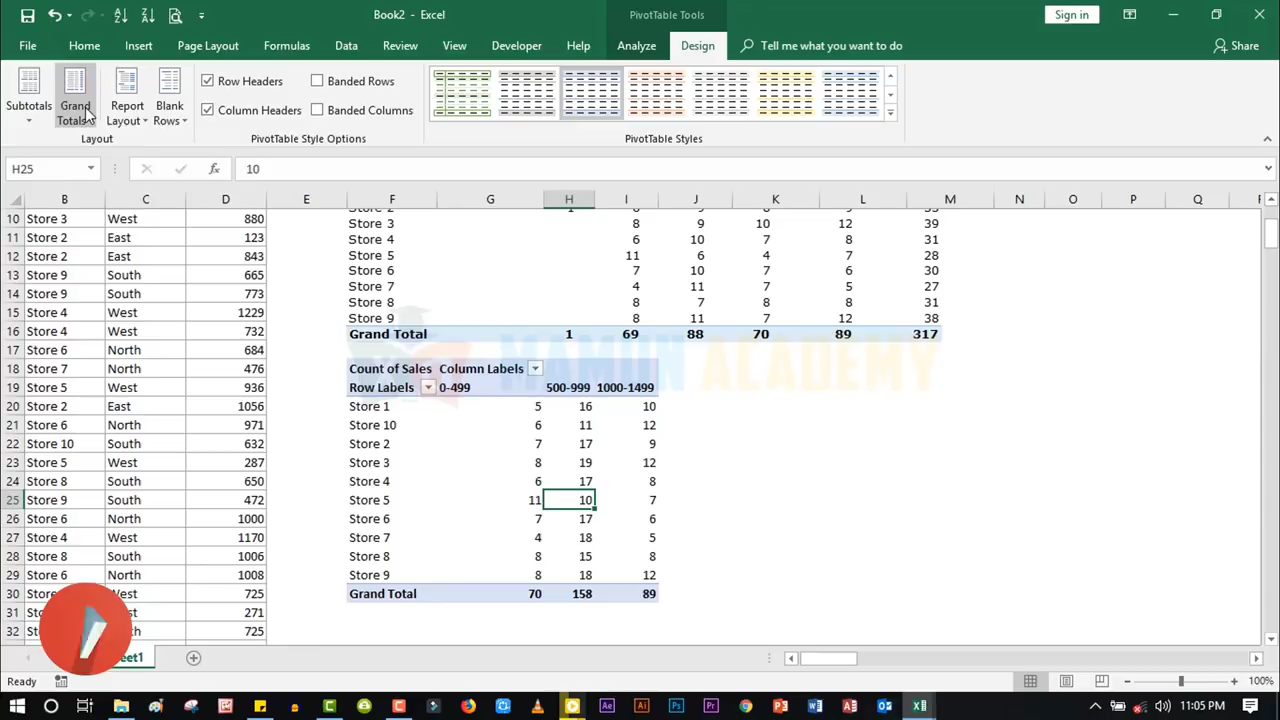 Book2 - Excel
PivotTable Tools
Sign in
File Home Insert Page Layout Formulas Data Review View Developer Help Analyze Design Tell me what you want to do Share
Subtotals
Grand Totals
Report Layout
Blank Rows
Row Headers
Banded Rows
Column Headers
Banded Columns
Layout
PivotTable Style Options
PivotTable Styles
H25 fx 10
B C D E F G H I J K L M N O P Q
10 Store 3 West 880
11 Store 2 East 123 Store 3 8 9 10 12 39
Store 4 6 10 7 8 31
12 Store 2 East 843 Store 5 11 6 4 7 28
13 Store 9 South 665 Store 6 7 10 7 6 30
14 Store 9 South 773 Store 7 4 11 7 5 27
15 Store 4 West 1229 Store 8 8 7 8 8 31
Store 9 8 11 7 12 38
16 Store 4 West 732 Grand Total 1 69 88 70 89 317
17 Store 6 North 684
18 Store 7 North 476 Count of Sales Column Labels
19 Store 5 West 936 Row Labels 0-499 500-999 1000-1499
20 Store 2 East 1056 Store 1 5 16 10
21 Store 6 North 971 Store 10 6 11 12
22 Store 10 South 632 Store 2 7 17 9
23 Store 5 West 287 Store 3 8 19 12
24 Store 8 South 650 Store 4 6 17 8
25 Store 9 South 472 Store 5 11 10 7
26 Store 6 North 1000 Store 6 7 17 6
27 Store 4 West 1170 Store 7 4 18 5
28 Store 8 South 1006 Store 8 8 15 8
29 Store 6 North 1008 Store 9 8 18 12
30 725 Grand Total 70 158 89
31 271
32 725
MAMUN ACADEMY
Ready
100%
11:05 PM